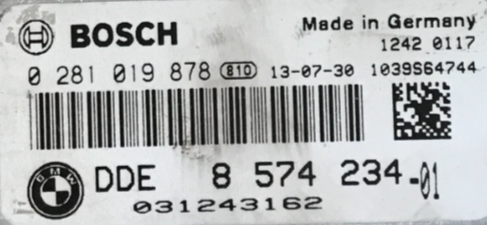 BOSCH
Made in Germany
1242 0117
0 281 019 878 810 13-07-30 1039S64744
BMW
DDE 8 574 234-01
031243162